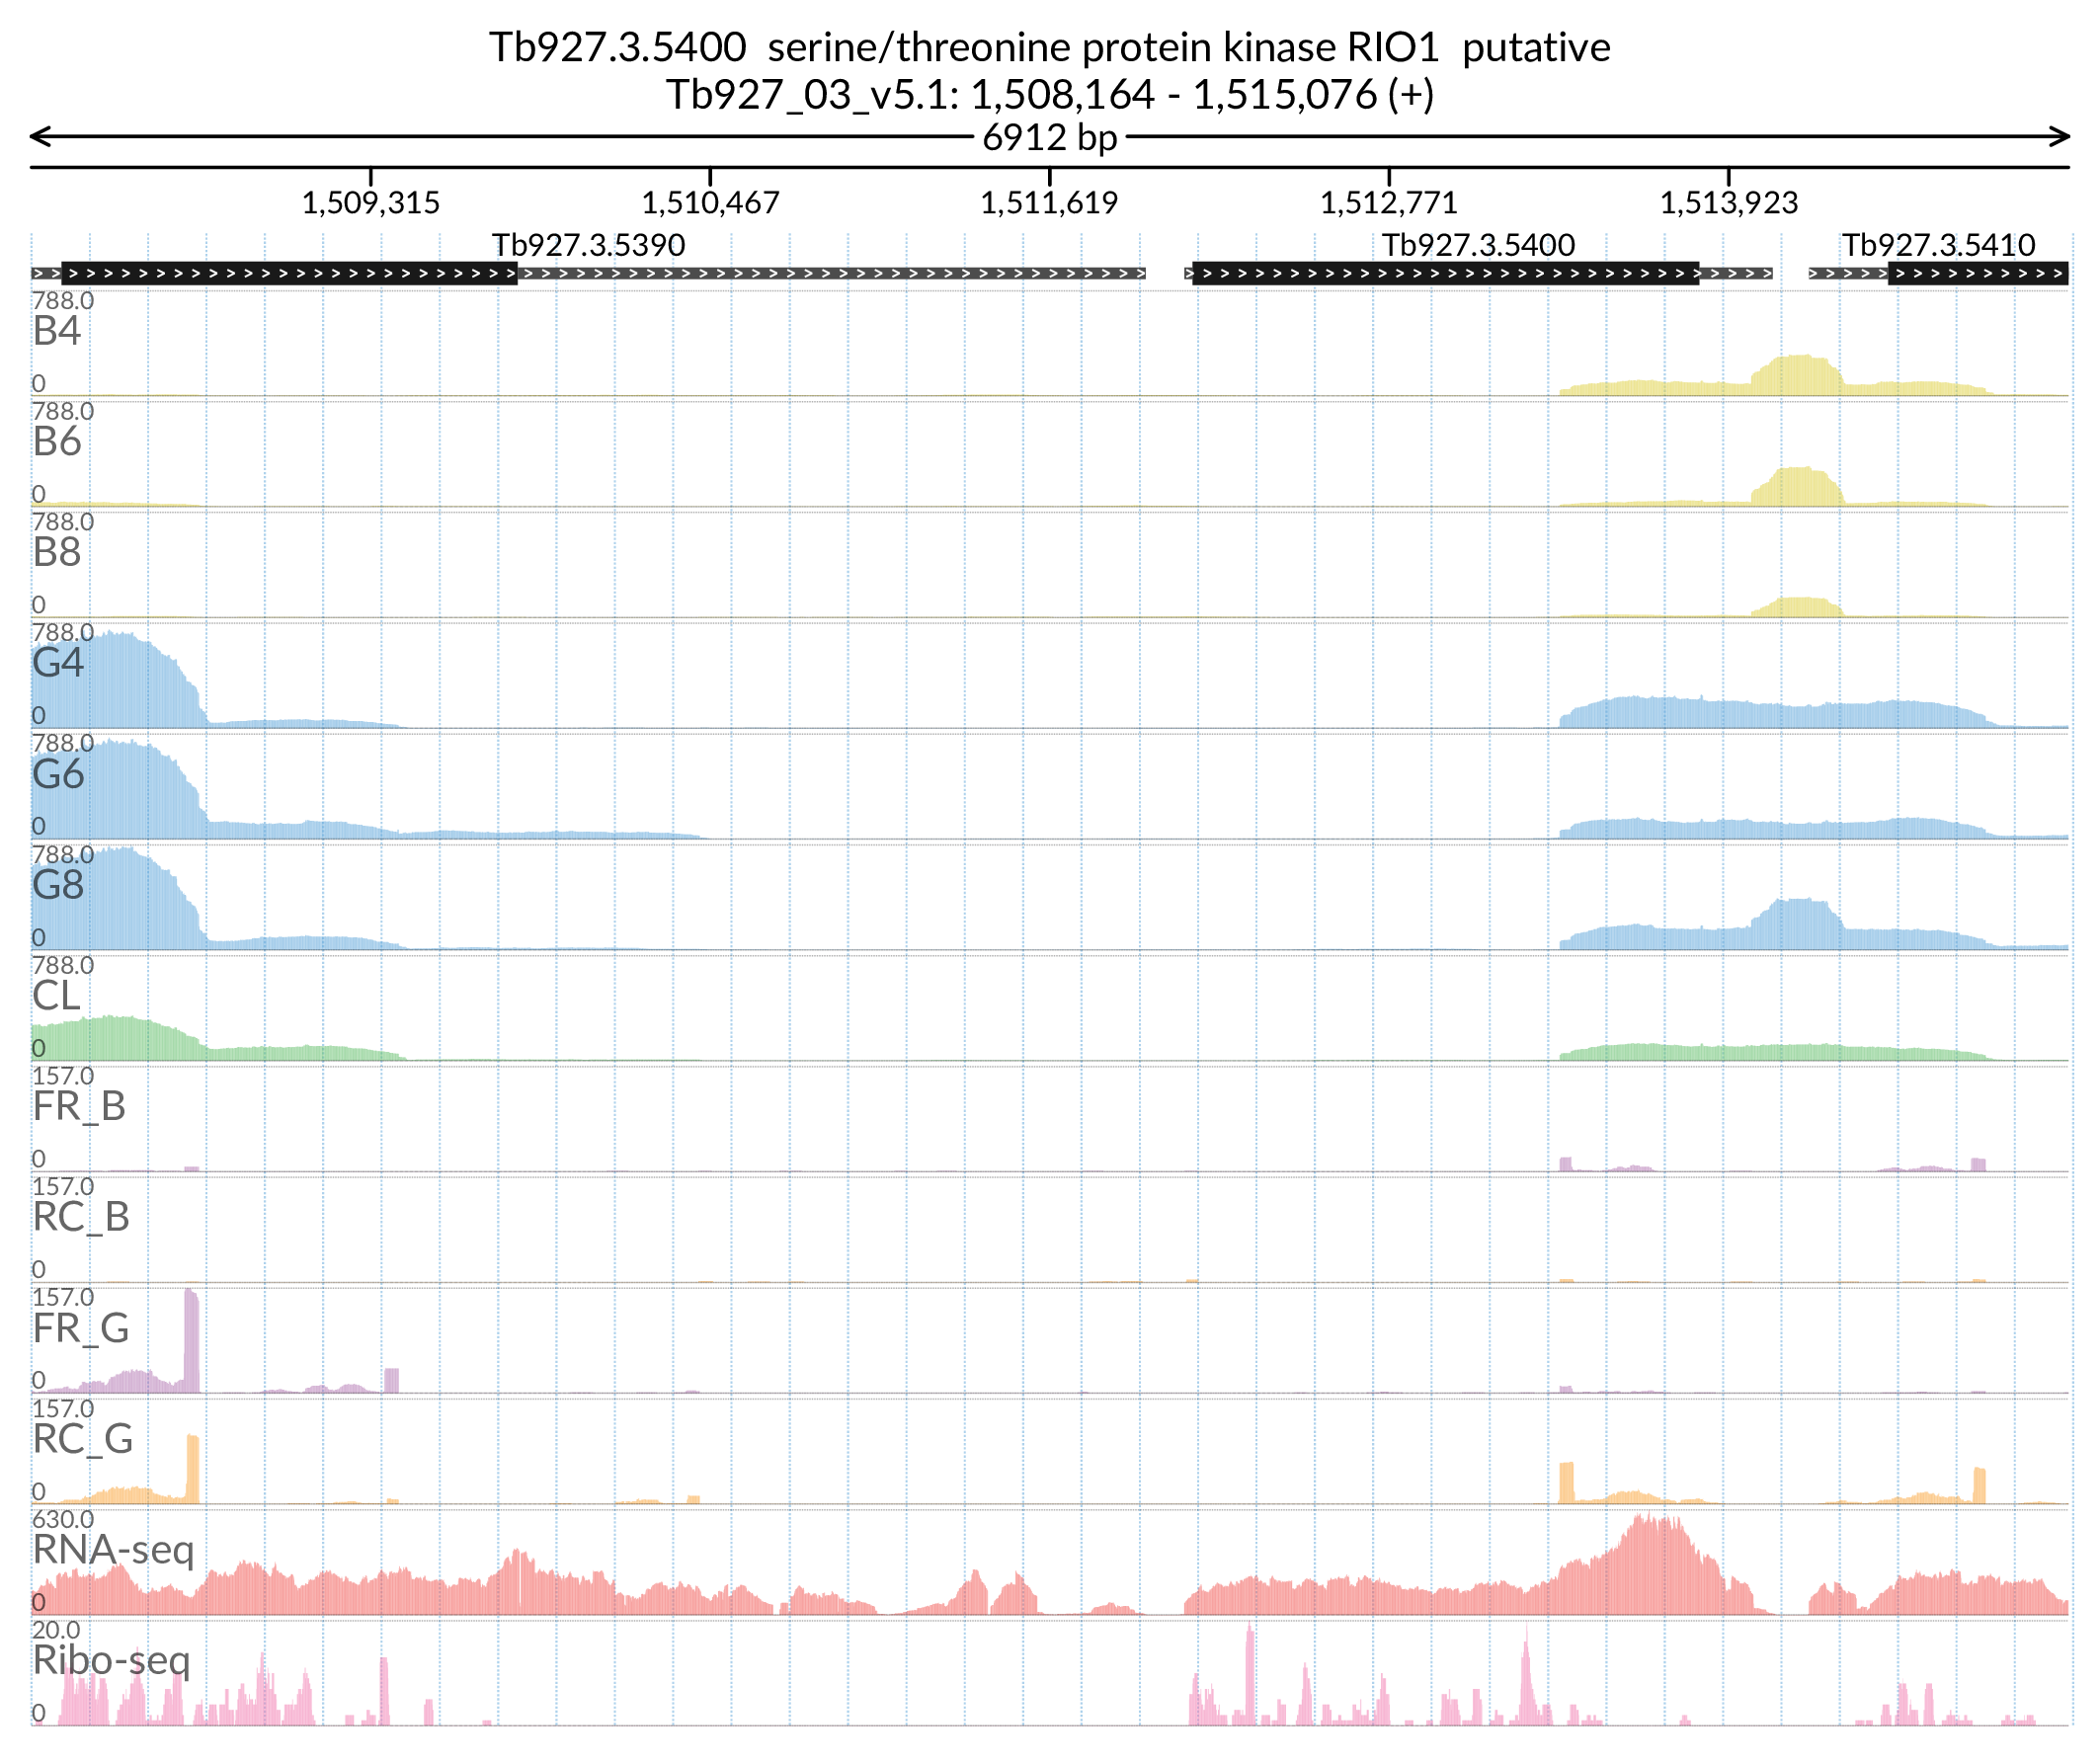 Tb927.3.5400  serine/threonine protein kinase RIO1  putative
Tb927_03_v5.1: 1,508,164 - 1,515,076 (+)
6912 bp
1,509,315 1,510,467 1,511,619 1,512,771 1,513,923
Tb927.3.5390 Tb927.3.5400 Tb927.3.5410
788.0
B4
0
788.0
B6
0
788.0
B8
0
788.0
G4
0
788.0
G6
0
788.0
G8
0
788.0
CL
0
157.0
FR_B
0
157.0
RC_B
0
157.0
FR_G
0
157.0
RC_G
0
630.0
RNA-seq
0
20.0
Ribo-seq
0